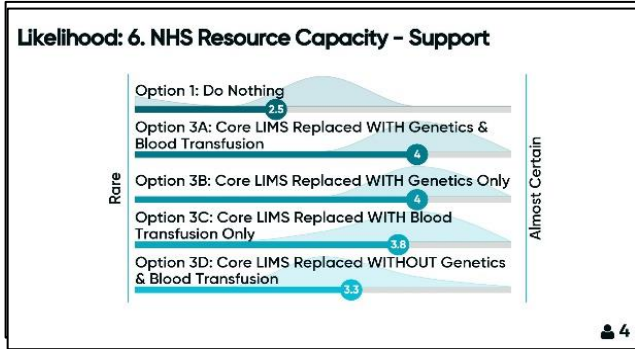 Likelihood: 6. NHS Resource Capacity - Support
Option 1: Do Nothing
2.5
Option 3A: Core LIMS Replaced WITH Genetics &
Blood Transfusion
4
Option 3B: Core LIMS Replaced WITH Genetics Only
4
Option 3C: Core LIMS Replaced WITH Blood
Transfusion Only
3.8
Option 3D: Core LIMS Replaced WITHOUT Genetics
& Blood Transfusion
3.3
Rare
Almost Certain
4